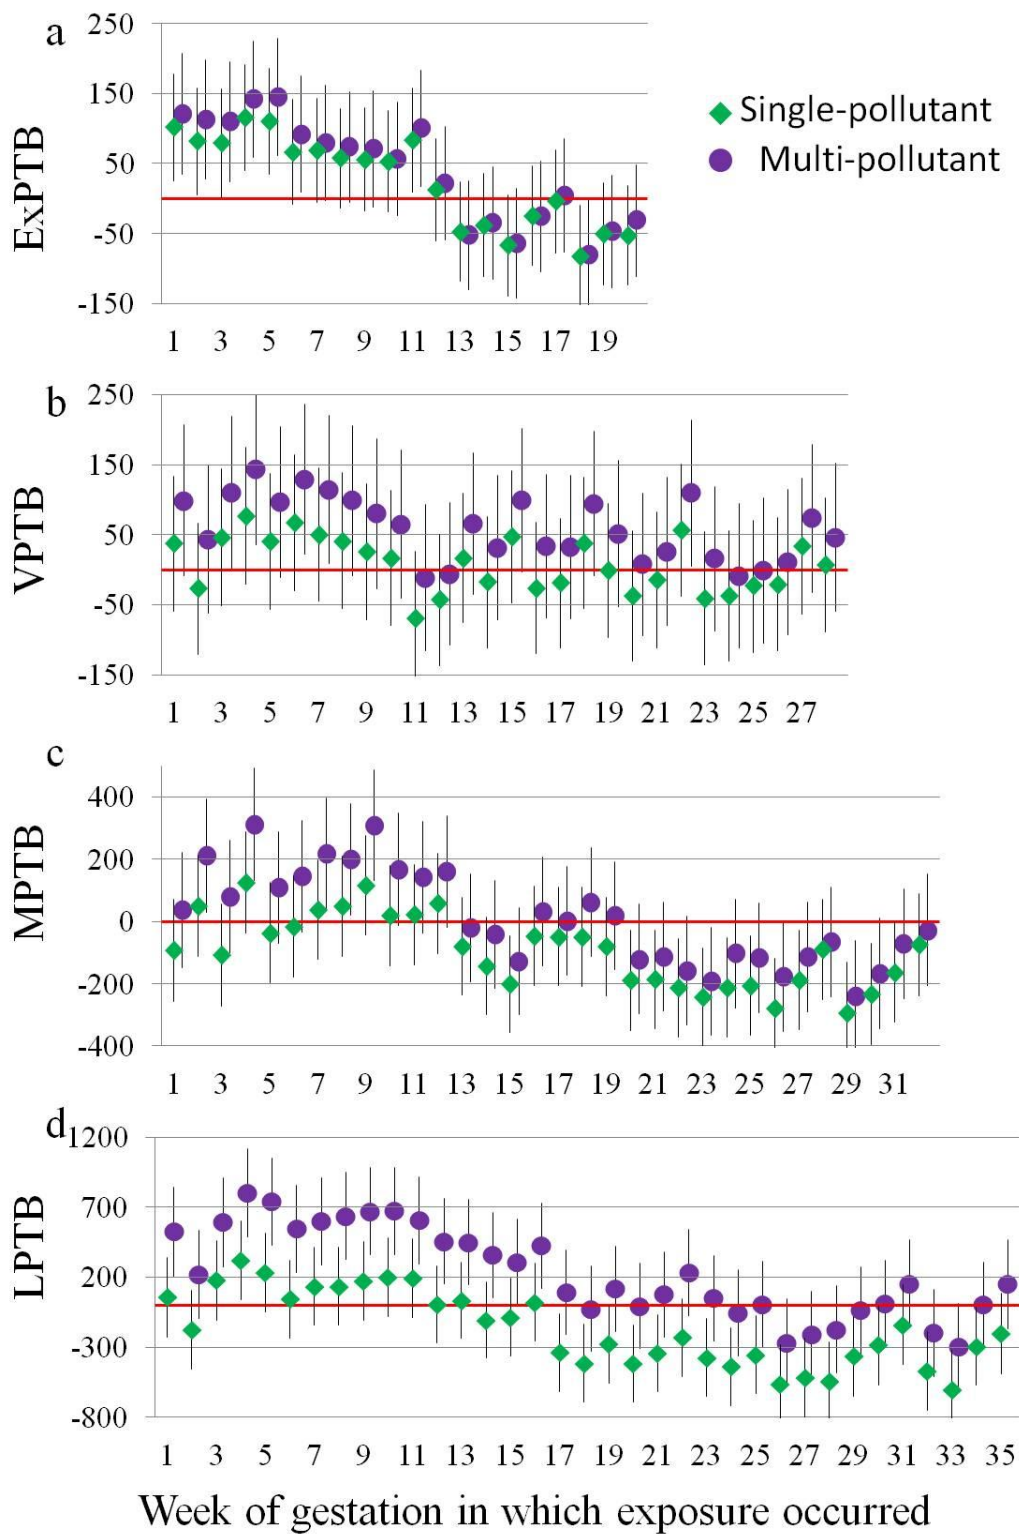 a
250
150
50
-50
-150
ExPTB
Single-pollutant
Multi-pollutant
1 3 5 7 9 11 13 15 17 19
b
250
150
50
-50
-150
VPTB
1 3 5 7 9 11 13 15 17 19 21 23 25 27
c
400
200
0
-200
-400
MPTB
1 3 5 7 9 11 13 15 17 19 21 23 25 27 29 31
d
1200
700
200
-300
-800
LPTB
1 3 5 7 9 11 13 15 17 19 21 23 25 27 29 31 33 35
Week of gestation in which exposure occurred